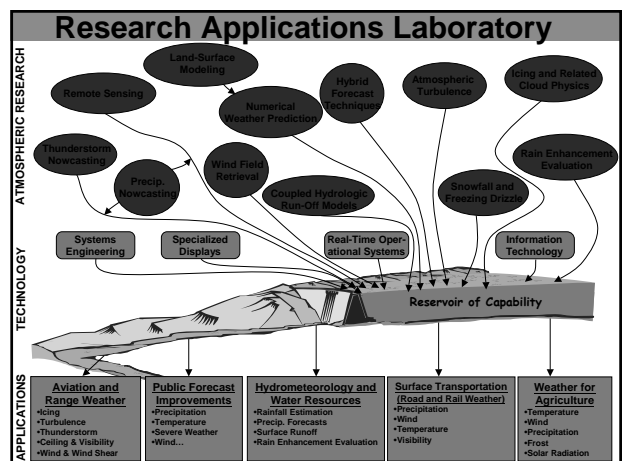 Research Applications Laboratory
ATMOSPHERIC RESEARCH
Land-Surface
Modeling
Remote Sensing
Numerical
Weather Prediction
Hybrid
Forecast
Techniques
Atmospheric
Turbulence
Icing and Related
Cloud Physics
Thunderstorm
Nowcasting
Precip.
Nowcasting
Wind Field
Retrieval
Coupled Hydrologic
Run-Off Models
Snowfall and
Freezing Drizzle
Rain Enhancement
Evaluation
TECHNOLOGY
Systems
Engineering
Specialized
Displays
Real-Time Oper-
ational Systems
Information
Technology
Reservoir of Capability
APPLICATIONS
Aviation and
Range Weather
•Icing
•Turbulence
•Thunderstorm
•Ceiling & Visibility
•Wind & Wind Shear
Public Forecast
Improvements
•Precipitation
•Temperature
•Severe Weather
•Wind…
Hydrometeorology and
Water Resources
•Rainfall Estimation
•Precip. Forecasts
•Surface Runoff
•Rain Enhancement Evaluation
Surface Transportation
(Road and Rail Weather)
•Precipitation
•Wind
•Temperature
•Visibility
Weather for
Agriculture
•Temperature
•Wind
•Precipitation
•Frost
•Solar Radiation